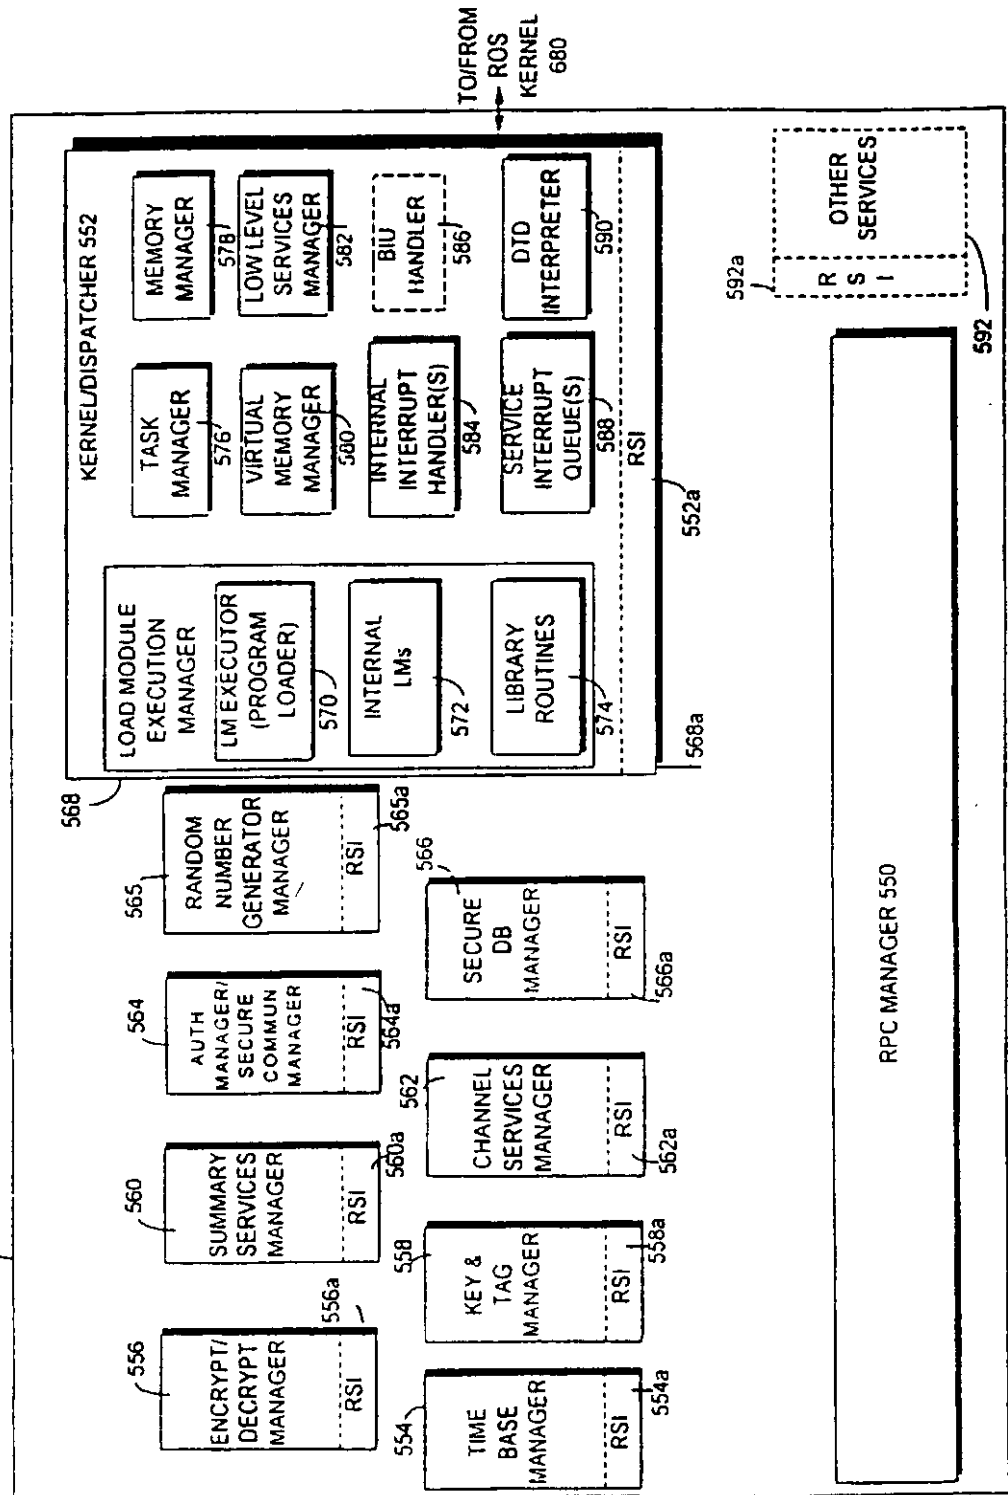 KERNEL/DISPATCHER 552
TO/FROM
ROS
KERNEL
680
568
LOAD MODULE
EXECUTION
MANAGER
LM EXECUTOR
(PROGRAM
LOADER)
570
INTERNAL
LMs
572
LIBRARY
ROUTINES
574
568a
TASK
MANAGER
576
MEMORY
MANAGER
578
VIRTUAL
MEMORY
MANAGER
580
LOW LEVEL
SERVICES
MANAGER
582
INTERNAL
INTERRUPT
HANDLER(S)
584
BIU
HANDLER
586
SERVICE
INTERRUPT
QUEUE(S)
588
DTD
INTERPRETER
590
RSI
552a
556
ENCRYPT/
DECRYPT
MANAGER
RSI
556a
560
SUMMARY
SERVICES
MANAGER
RSI
560a
564
AUTH
MANAGER/
SECURE
COMMUN
MANAGER
RSI
564a
565
RANDOM
NUMBER
GENERATOR
MANAGER
RSI
565a
554
TIME
BASE
MANAGER
RSI
554a
558
KEY &
TAG
MANAGER
RSI
558a
562
CHANNEL
SERVICES
MANAGER
RSI
562a
566
SECURE
DB
MANAGER
RSI
566a
RPC MANAGER 550
592a
RSI
OTHER
SERVICES
592